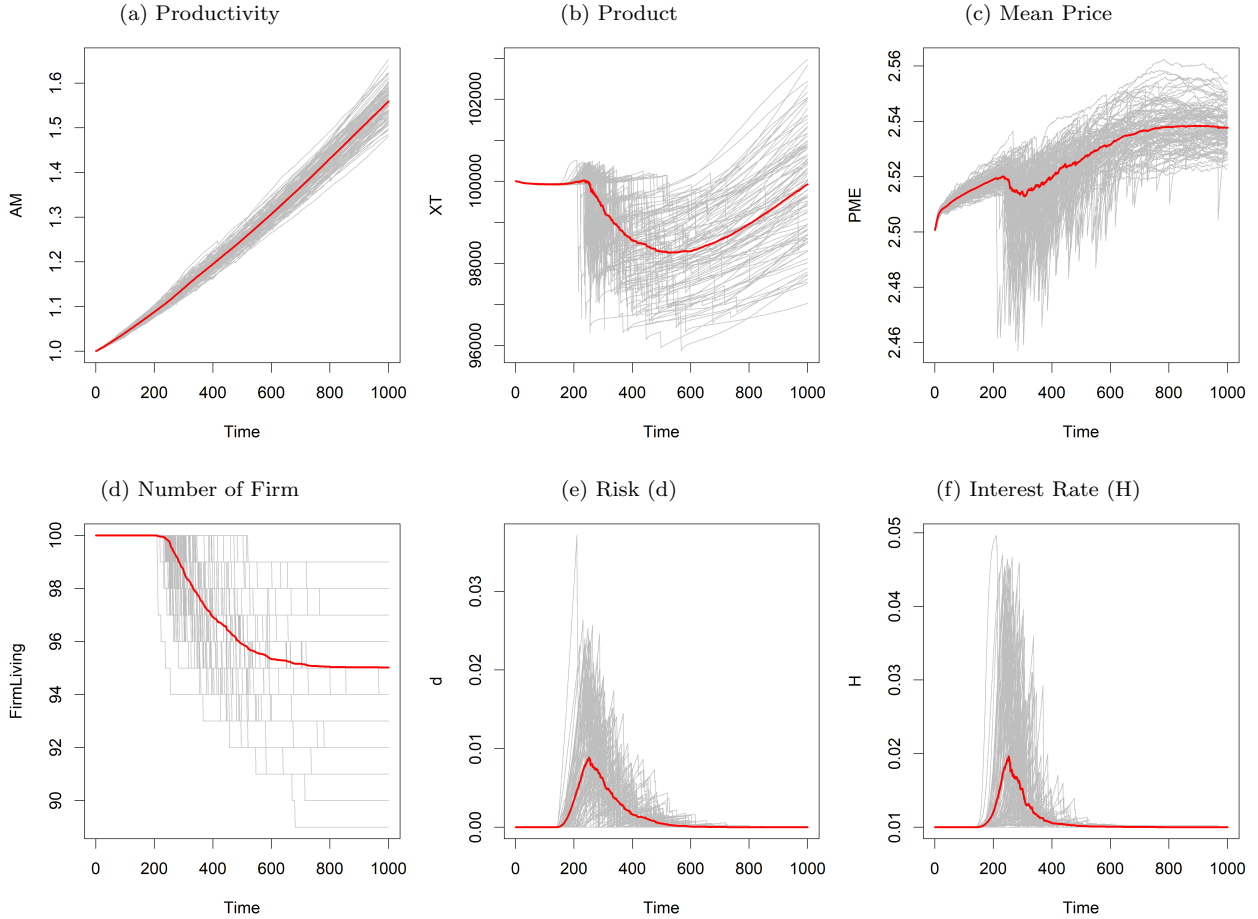 (a) Productivity
AM
1.0 1.1 1.2 1.3 1.4 1.5 1.6
0 200 400 600 800 1000
Time
(b) Product
XT
96000 98000 100000 102000
0 200 400 600 800 1000
Time
(c) Mean Price
PME
2.46 2.48 2.50 2.52 2.54 2.56
0 200 400 600 800 1000
Time
(d) Number of Firm
FirmLiving
90 92 94 96 98 100
0 200 400 600 800 1000
Time
(e) Risk (d)
d
0.00 0.01 0.02 0.03
0 200 400 600 800 1000
Time
(f) Interest Rate (H)
H
0.01 0.02 0.03 0.04 0.05
0 200 400 600 800 1000
Time